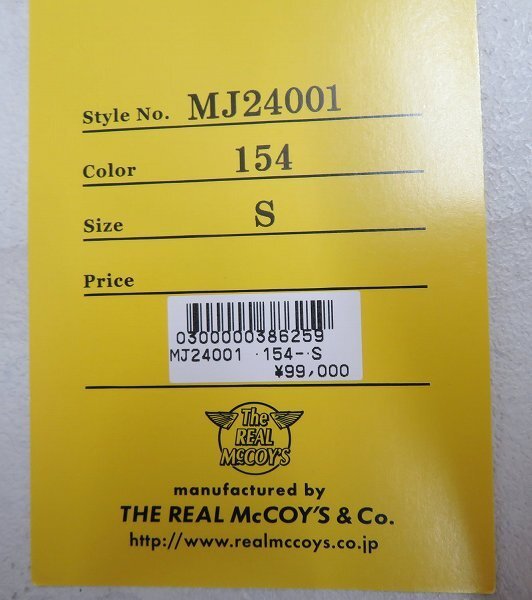 Style No. MJ24001
Color 154
Size S
Price
0300000386259
MJ24001 ·154-·S
¥99,000
The
REAL
McCOY'S
manufactured by
THE REAL McCOY'S & Co.
http://www.realmccoys.co.jp